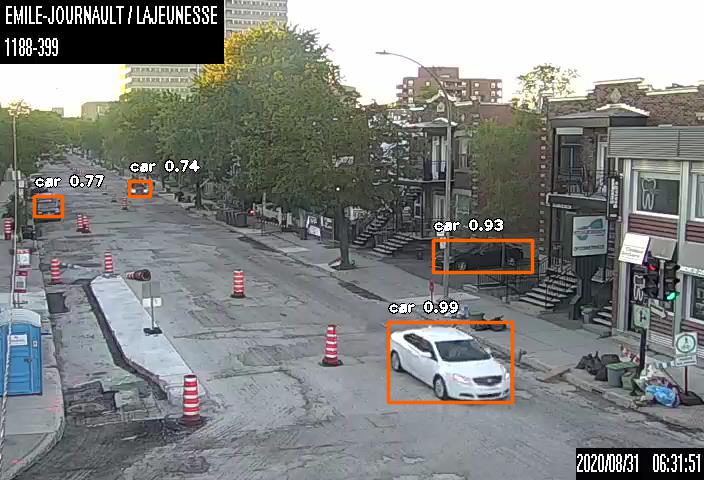 EMILE-JOURNAULT / LAJEUNESSE
1188-399
car 0.74
car 0.77
car 0.93
car 0.99
2020/08/31 06:31:51